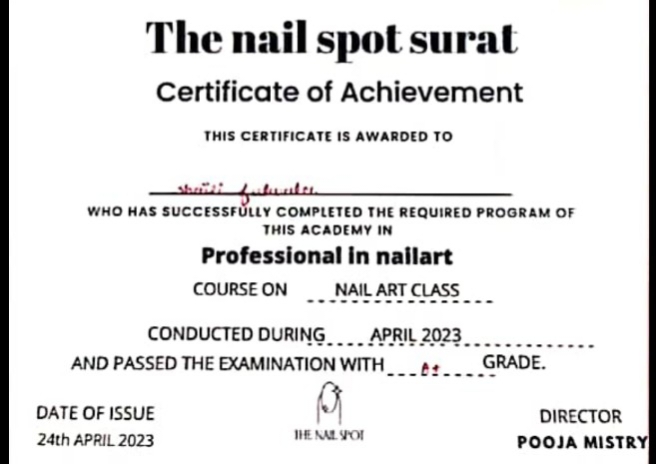 The nail spot surat
Certificate of Achievement
THIS CERTIFICATE IS AWARDED TO
WHO HAS SUCCESSFULLY COMPLETED THE REQUIRED PROGRAM OF
THIS ACADEMY IN
Professional in nailart
COURSE ON NAIL ART CLASS
CONDUCTED DURING APRIL 2023
AND PASSED THE EXAMINATION WITH A+ GRADE.
THE NAIL SPOT
DATE OF ISSUE
24th APRIL 2023
DIRECTOR
POOJA MISTRY